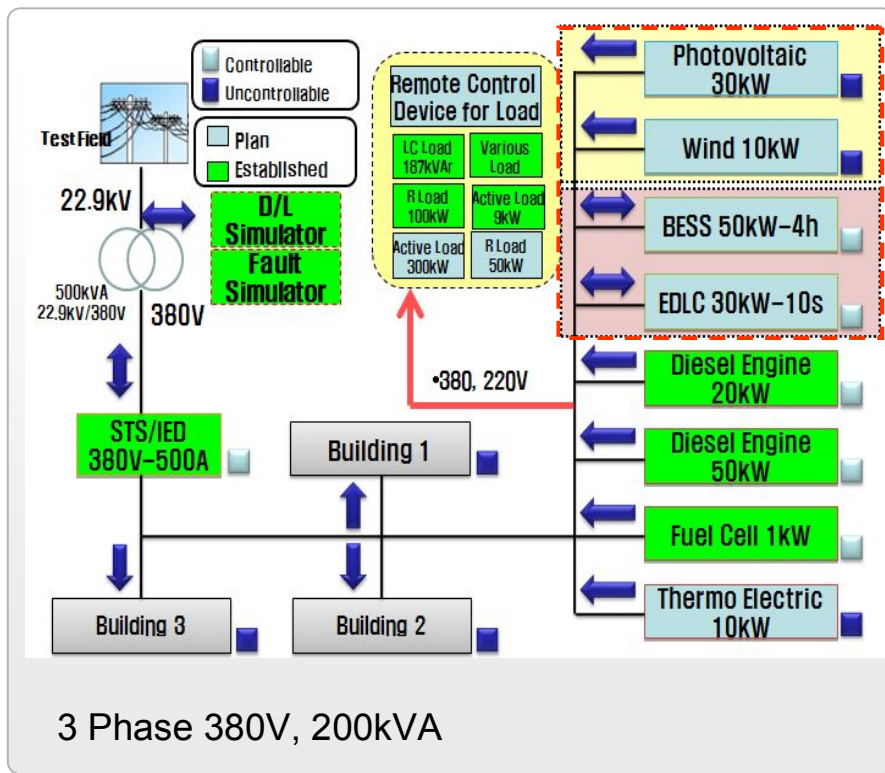 Controllable
Uncontrollable
Plan
Established
Test Field
22.9kV
D/L
Simulator
Fault
Simulator
500kVA
22.9kV/380V
380V
STS/IED
380V-500A
Building 1
Building 2
Building 3
Remote Control
Device for Load
LC Load
187kVAr
Various
Load
R Load
100kW
Active Load
9kW
Active Load
300kW
R Load
50kW
•380, 220V
Photovoltaic
30kW
Wind 10kW
BESS 50kW-4h
EDLC 30kW-10s
Diesel Engine
20kW
Diesel Engine
50kW
Fuel Cell 1kW
Thermo Electric
10kW
3 Phase 380V, 200kVA